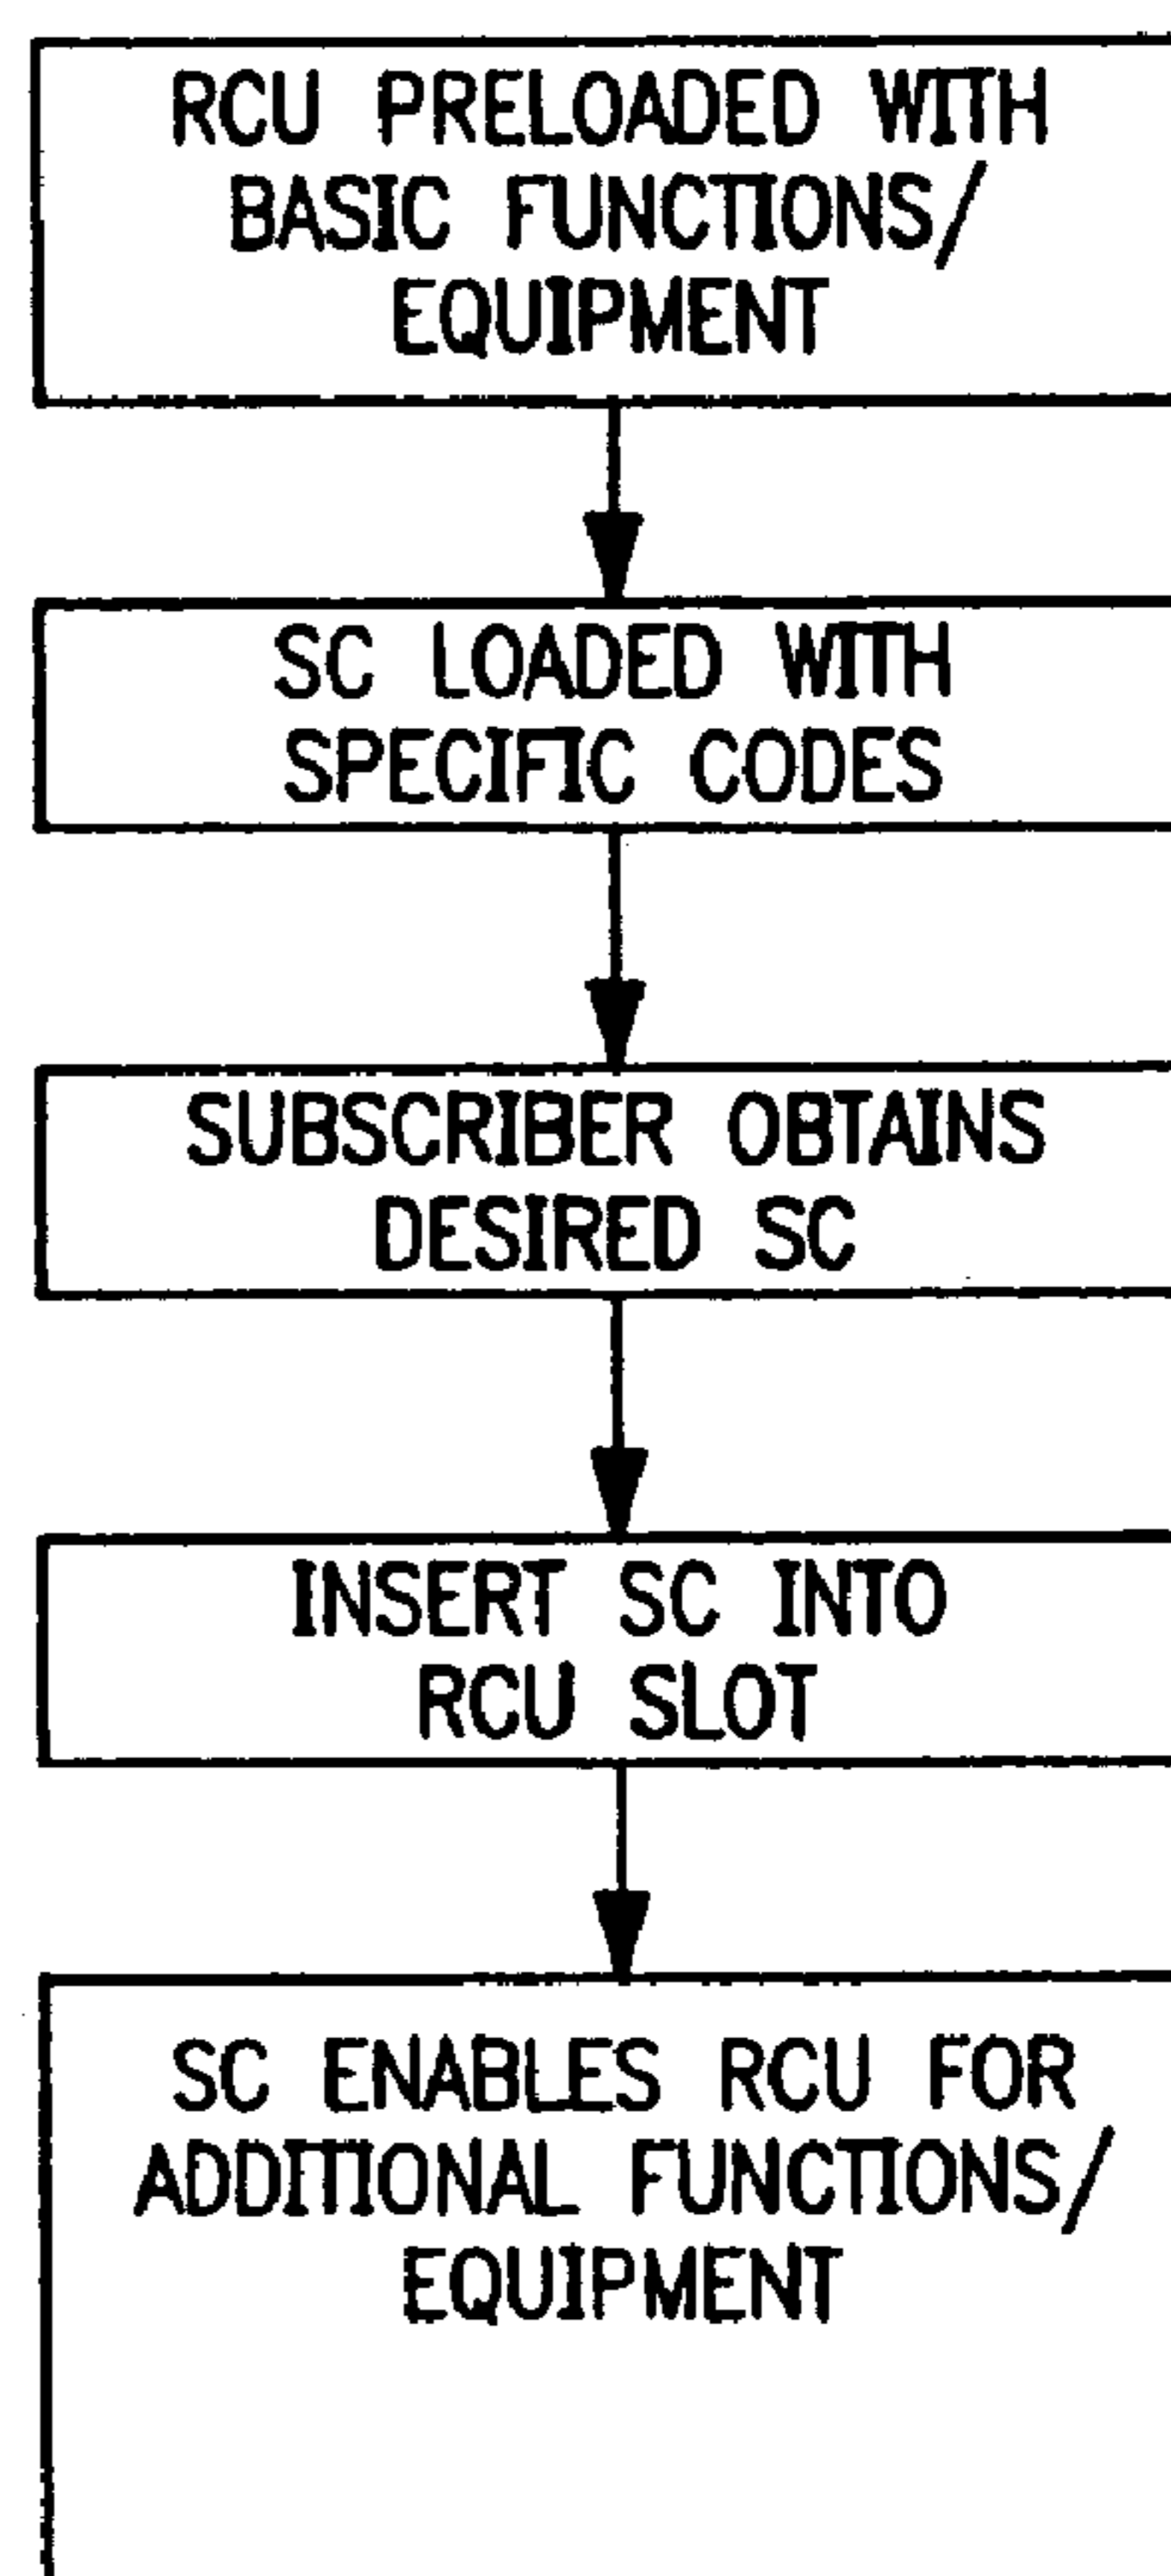 RCU PRELOADED WITH
BASIC FUNCTIONS/
EQUIPMENT
SC LOADED WITH
SPECIFIC CODES
SUBSCRIBER OBTAINS
DESIRED SC
INSERT SC INTO
RCU SLOT
SC ENABLES RCU FOR
ADDITIONAL FUNCTIONS/
EQUIPMENT